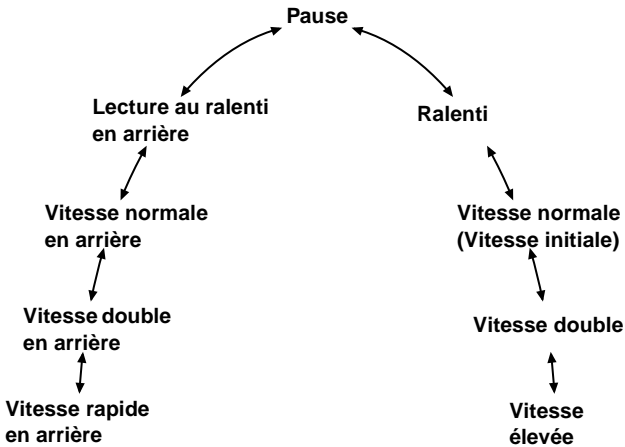 Pause
Lecture au ralenti
en arrière
Ralenti
Vitesse normale
en arrière
Vitesse normale
(Vitesse initiale)
Vitesse double
en arrière
Vitesse double
Vitesse rapide
en arrière
Vitesse
élevée